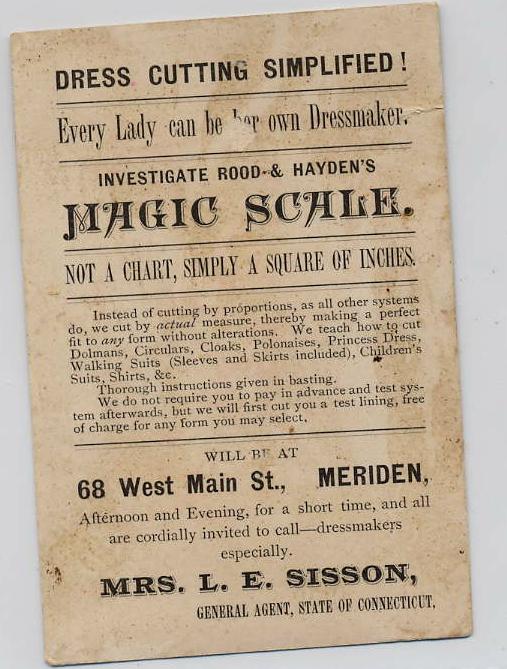 DRESS CUTTING SIMPLIFIED!
Every Lady can be her own Dressmaker.
INVESTIGATE ROOD & HAYDEN'S
MAGIC SCALE.
NOT A CHART, SIMPLY A SQUARE OF INCHES.
Instead of cutting by proportions, as all other systems
do, we cut by actual measure, thereby making a perfect
fit to any form without alterations. We teach how to cut
Dolmans, Circulars, Cloaks, Polonaises, Princess Dress,
Walking Suits (Sleeves and Skirts included), Children's
Suits, Shirts, &c.
Thorough instructions given in basting.
We do not require you to pay in advance and test sys-
tem afterwards, but we will first cut you a test lining, free
of charge for any form you may select.
WILL BE AT
68 West Main St., MERIDEN,
Afternoon and Evening, for a short time, and all
are cordially invited to call—dressmakers
especially.
MRS. L. E. SISSON,
GENERAL AGENT, STATE OF CONNECTICUT.